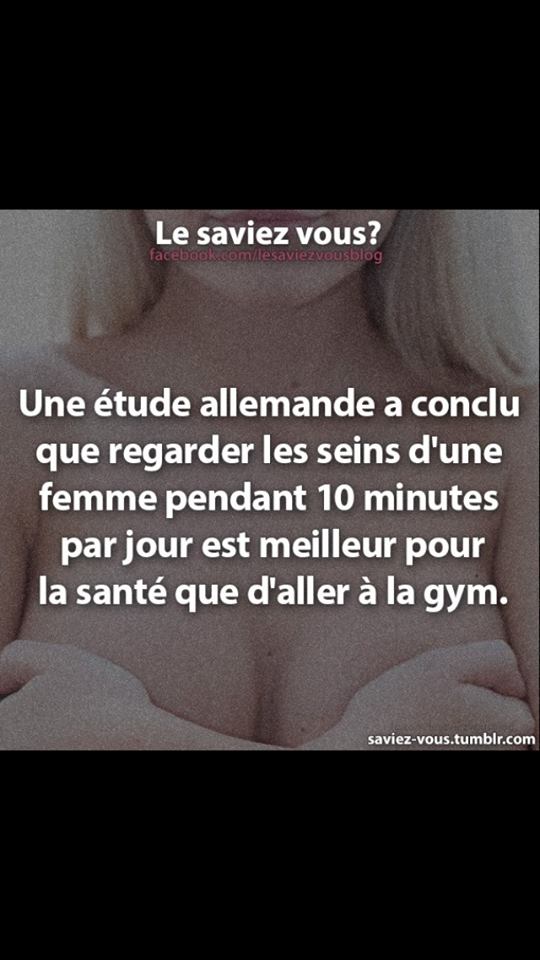 Le saviez vous?
facebook.com/lesaviezvousblog
Une étude allemande a conclu
que regarder les seins d'une
femme pendant 10 minutes
par jour est meilleur pour
la santé que d'aller à la gym.
saviez-vous.tumblr.com